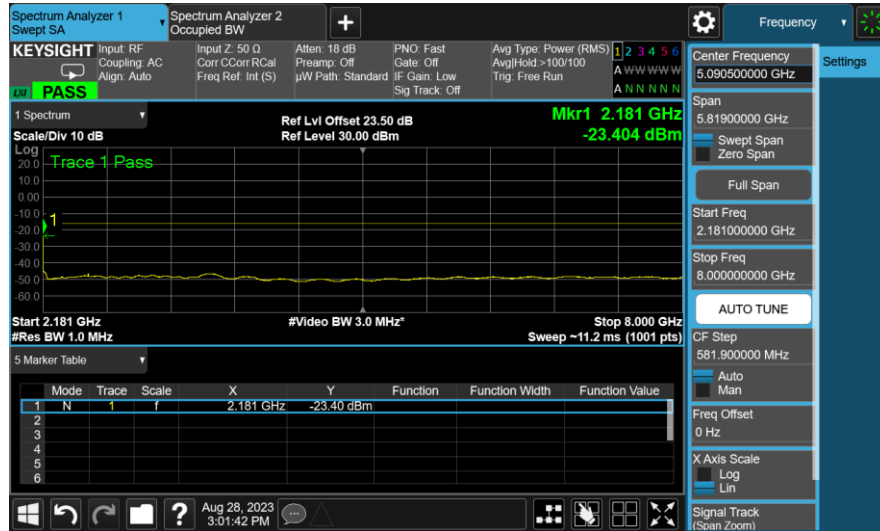 Spectrum Analyzer 1
Swept SA
Spectrum Analyzer 2
Occupied BW
+
Frequency
KEYSIGHT
Input: RF
Coupling: AC
Align: Auto
Input Z: 50 Ω
Corr CCorr RCal
Freq Ref: Int (S)
Atten: 18 dB
Preamp: Off
µW Path: Standard
PNO: Fast
Gate: Off
IF Gain: Low
Sig Track: Off
Avg Type: Power (RMS)
Avg|Hold:>100/100
Trig: Free Run
1 2 3 4 5 6
A W W W W W
A N N N N N
LXI
PASS
1 Spectrum
Scale/Div 10 dB
Ref Lvl Offset 23.50 dB
Ref Level 30.00 dBm
Mkr1 2.181 GHz
-23.404 dBm
Log
Trace 1 Pass
20.0
10.0
0.00
-10.0
-20.0
-30.0
-40.0
-50.0
-60.0
1
Start 2.181 GHz
#Res BW 1.0 MHz
#Video BW 3.0 MHz*
Stop 8.000 GHz
Sweep ~11.2 ms (1001 pts)
5 Marker Table
Mode Trace Scale X Y Function Function Width Function Value
1 N 1 f 2.181 GHz -23.40 dBm
2
3
4
5
6
Aug 28, 2023
3:01:42 PM
?
Settings
Center Frequency
5.090500000 GHz
Span
5.81900000 GHz
Swept Span
Zero Span
Full Span
Start Freq
2.181000000 GHz
Stop Freq
8.000000000 GHz
AUTO TUNE
CF Step
581.900000 MHz
Auto
Man
Freq Offset
0 Hz
X Axis Scale
Log
Lin
Signal Track
(Span Zoom)